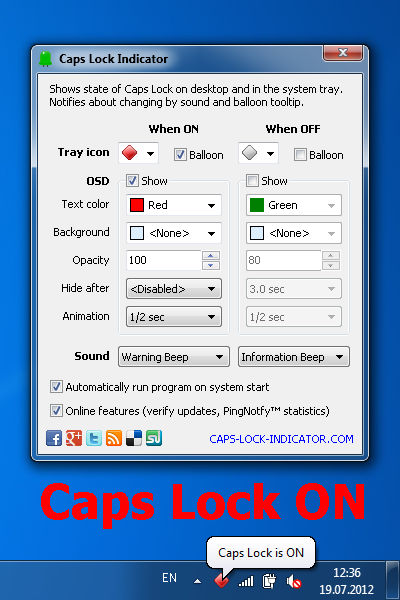 Caps Lock Indicator
Shows state of Caps Lock on desktop and in the system tray.
Notifies about changing by sound and balloon tooltip.
When ON When OFF
Tray icon Balloon Balloon
OSD Show Show
Text color Red Green
Background <None> <None>
Opacity 100 80
Hide after <Disabled> 3.0 sec
Animation 1/2 sec 1/2 sec
Sound Warning Beep Information Beep
Automatically run program on system start
Online features (verify updates, PingNotfy™ statistics)
CAPS-LOCK-INDICATOR.COM
Caps Lock ON
Caps Lock is ON
EN 12:36
19.07.2012